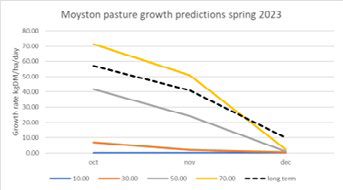 Moyston pasture growth predictions spring 2023
Growth rate kgDM/ha/day
80.00
70.00
60.00
50.00
40.00
30.00
20.00
10.00
0.00
oct nov dec
10.00 30.00 50.00 70.00 long term